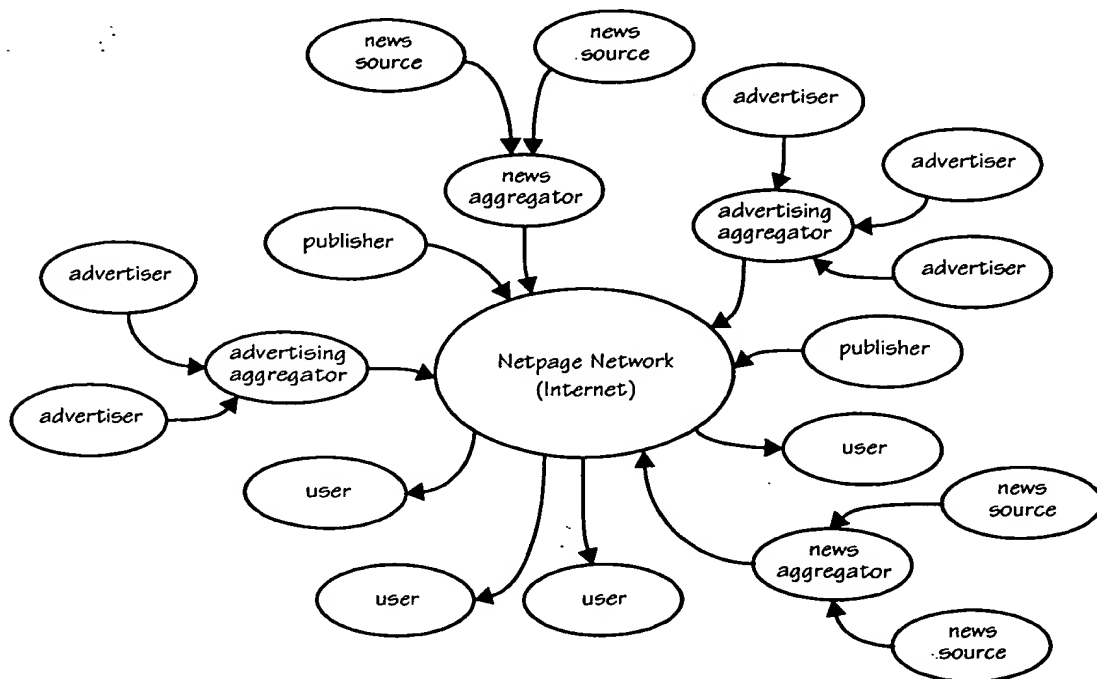 news
source
news
source
advertiser
advertiser
news
aggregator
advertising
aggregator
publisher
advertiser
advertiser
publisher
advertising
aggregator
Netpage Network
(Internet)
advertiser
user
user
news
source
news
aggregator
user
user
news
source